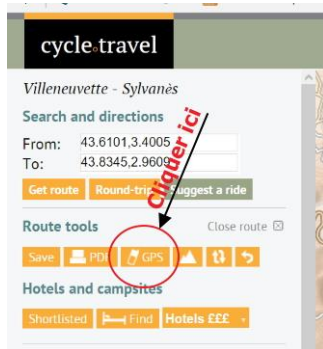 cycle.travel
Villeneuvette - Sylvanès
Search and directions
From: 43.6101,3.4005
To: 43.8345,2.9609
Get route Round-trip Suggest a ride
Cliquer ici
Route tools Close route
Save PDF GPS
Hotels and campsites
Shortlisted Find Hotels £££